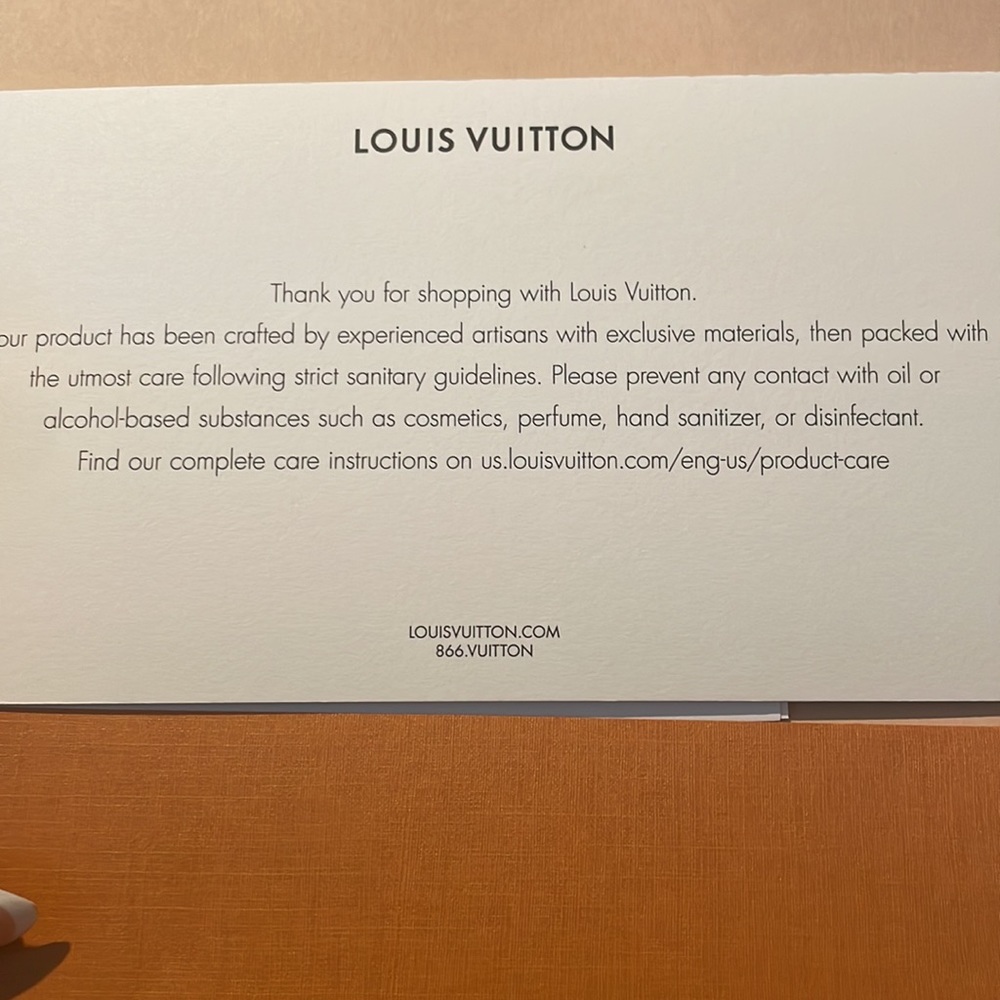 LOUIS VUITTON
Thank you for shopping with Louis Vuitton.
our product has been crafted by experienced artisans with exclusive materials, then packed with
the utmost care following strict sanitary guidelines. Please prevent any contact with oil or
alcohol-based substances such as cosmetics, perfume, hand sanitizer, or disinfectant.
Find our complete care instructions on us.louisvuitton.com/eng-us/product-care
LOUISVUITTON.COM
866.VUITTON